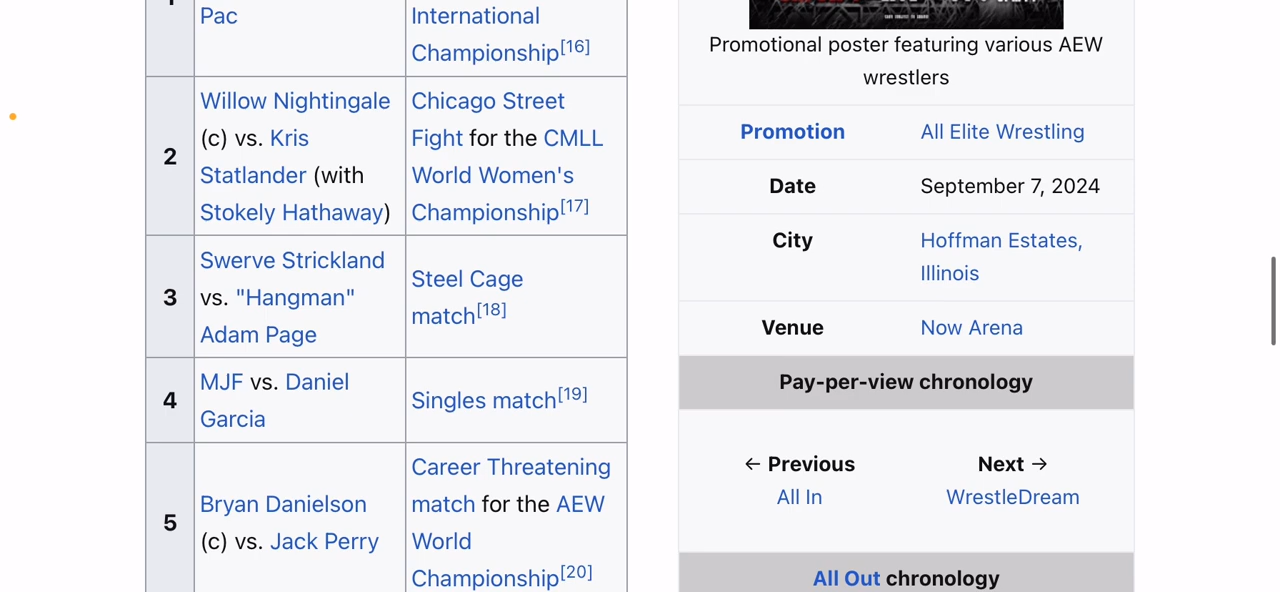 Pac
International
Championship[16]
2
Willow Nightingale
(c) vs. Kris
Statlander (with
Stokely Hathaway)
Chicago Street
Fight for the CMLL
World Women's
Championship[17]
3
Swerve Strickland
vs. "Hangman"
Adam Page
Steel Cage
match[18]
4
MJF vs. Daniel
Garcia
Singles match[19]
5
Bryan Danielson
(c) vs. Jack Perry
Career Threatening
match for the AEW
World
Championship[20]
Promotional poster featuring various AEW
wrestlers
Promotion
All Elite Wrestling
Date
September 7, 2024
City
Hoffman Estates,
Illinois
Venue
Now Arena
Pay-per-view chronology
← Previous
All In
Next →
WrestleDream
All Out chronology